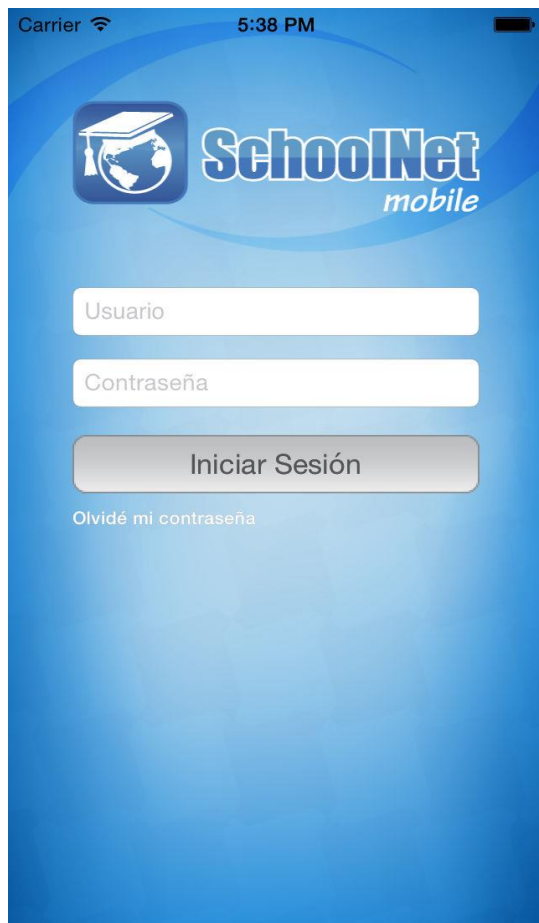 Carrier 5:38 PM
SchoolNet
mobile
Usuario
Contraseña
Iniciar Sesión
Olvidé mi contraseña